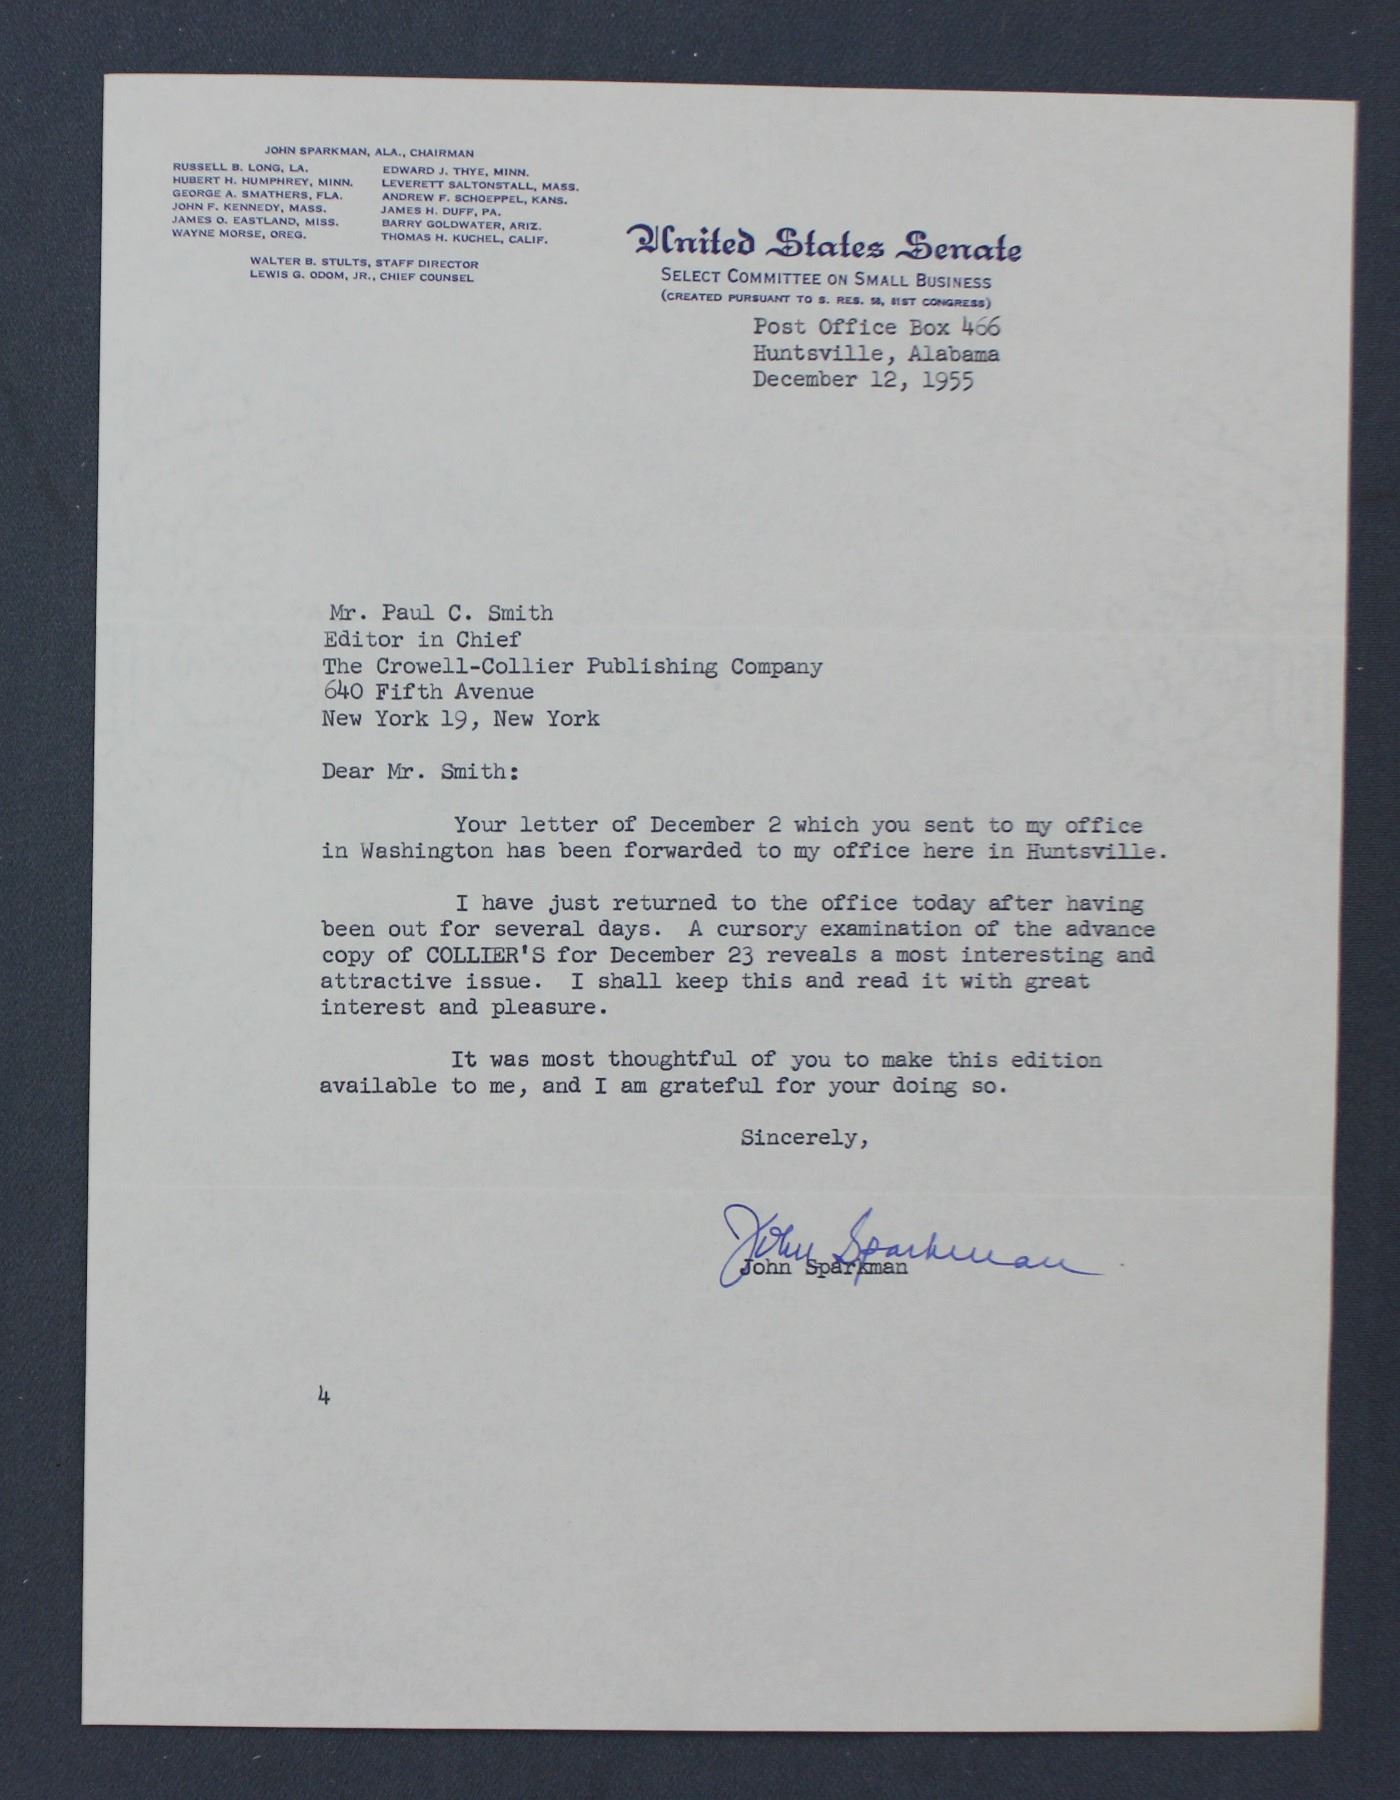 JOHN SPARKMAN, ALA., CHAIRMAN
RUSSELL B. LONG, LA.
HUBERT H. HUMPHREY, MINN.
GEORGE A. SMATHERS, FLA.
JOHN F. KENNEDY, MASS.
JAMES O. EASTLAND, MISS.
WAYNE MORSE, OREG.
EDWARD J. THYE, MINN.
LEVERETT SALTONSTALL, MASS.
ANDREW F. SCHOEPPEL, KANS.
JAMES H. DUFF, PA.
BARRY GOLDWATER, ARIZ.
THOMAS H. KUCHEL, CALIF.
WALTER B. STULTS, STAFF DIRECTOR
LEWIS G. ODOM, JR., CHIEF COUNSEL
United States Senate
SELECT COMMITTEE ON SMALL BUSINESS
(CREATED PURSUANT TO S. RES. 58, 81ST CONGRESS)
Post Office Box 466
Huntsville, Alabama
December 12, 1955
Mr. Paul C. Smith
Editor in Chief
The Crowell-Collier Publishing Company
640 Fifth Avenue
New York 19, New York
Dear Mr. Smith:
Your letter of December 2 which you sent to my office
in Washington has been forwarded to my office here in Huntsville.
I have just returned to the office today after having
been out for several days. A cursory examination of the advance
copy of COLLIER'S for December 23 reveals a most interesting and
attractive issue. I shall keep this and read it with great
interest and pleasure.
It was most thoughtful of you to make this edition
available to me, and I am grateful for your doing so.
Sincerely,
John Sparkman
John Sparkman
4